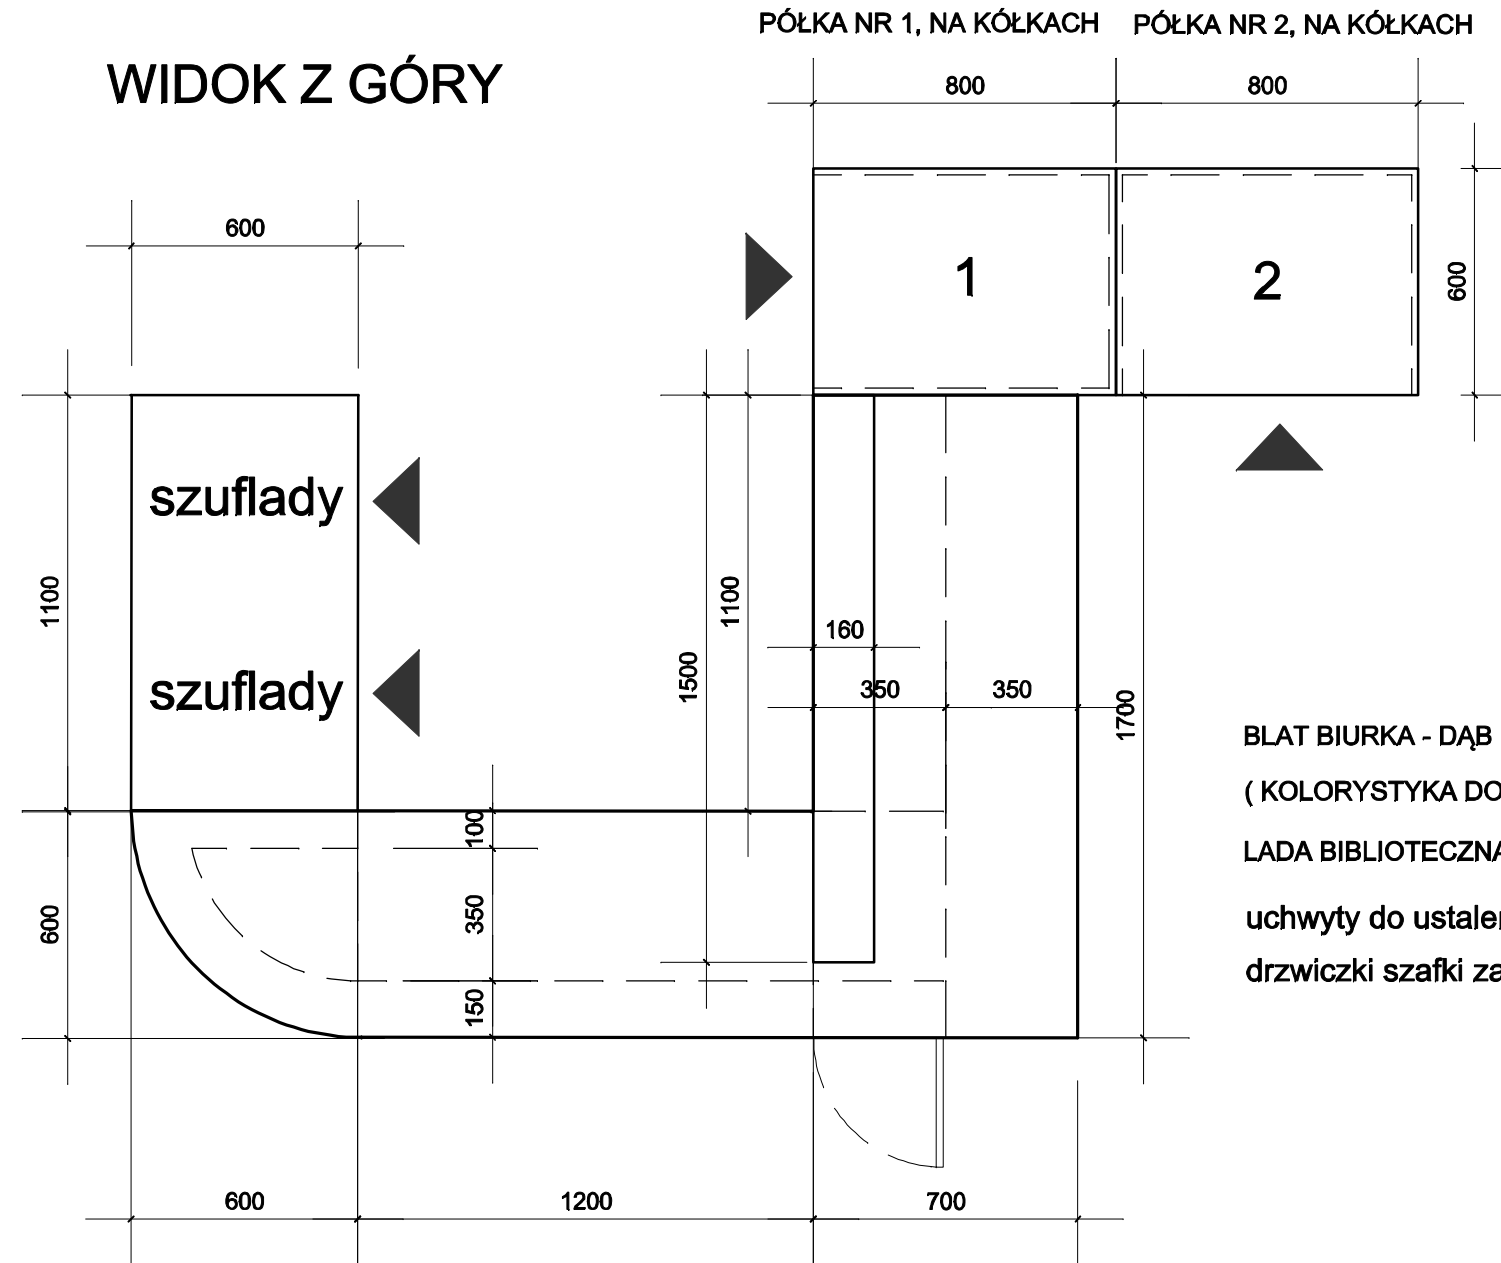 PÓŁKA NR 1, NA KÓŁKACH
PÓŁKA NR 2, NA KÓŁKACH
WIDOK Z GÓRY
800
800
600
1
2
600
szuflady
szuflady
1100
1100
160
1500
350
350
1700
BLAT BIURKA - DĄB
( KOLORYSTYKA DO
LADA BIBLIOTECZNA
uchwyty do ustaler
drzwiczki szafki za
100
350
150
600
600
1200
700